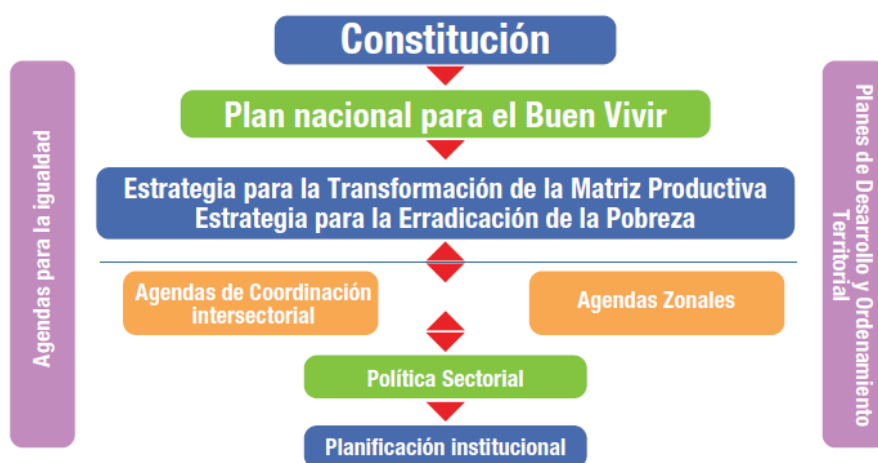 Constitución
Plan nacional para el Buen Vivir
Estrategia para la Transformación de la Matriz Productiva
Estrategia para la Erradicación de la Pobreza
Agendas de Coordinación
intersectorial
Agendas Zonales
Política Sectorial
Planificación institucional
Agendas para la igualdad
Planes de Desarrollo y Ordenamiento
Territorial